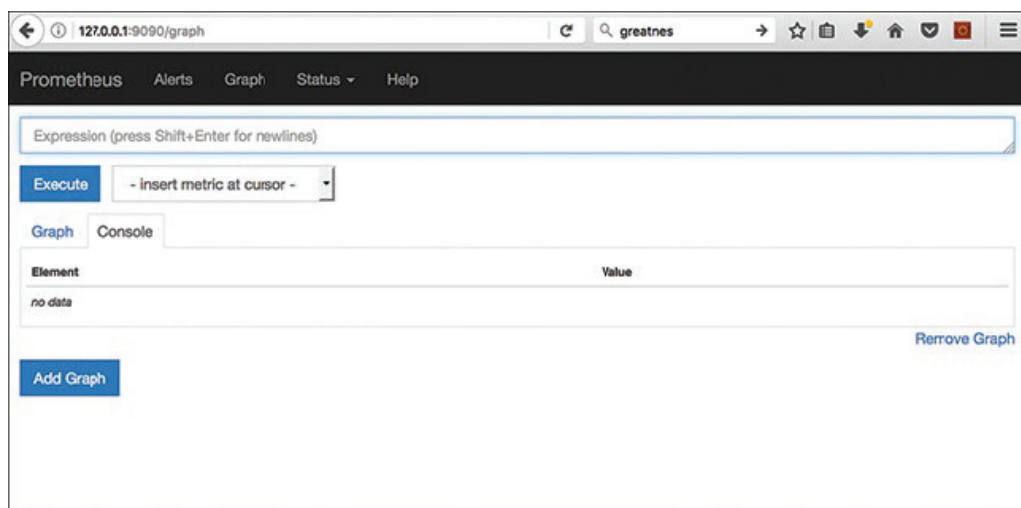 127.0.0.1:9090/graph greatnes
Prometheus Alerts Graph Status Help
Expression (press Shift+Enter for newlines)
Execute - insert metric at cursor -
Graph Console
Element Value
no data
Remove Graph
Add Graph